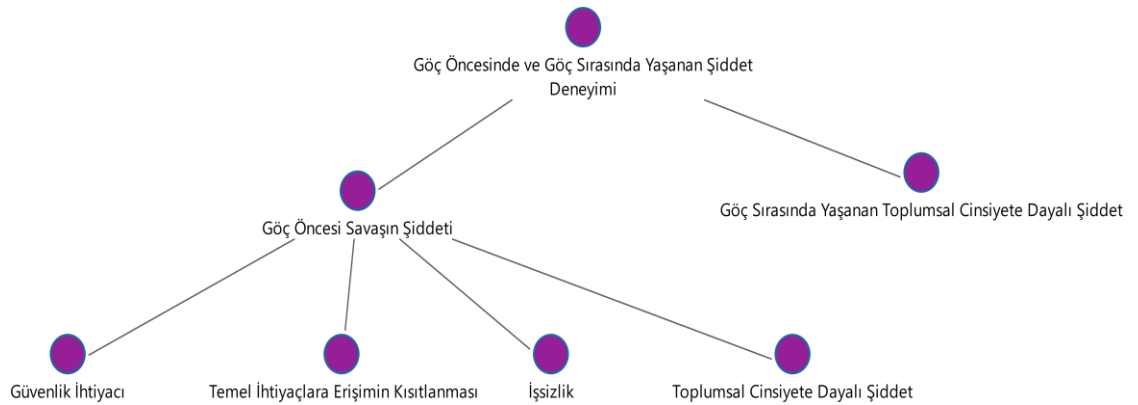 Göç Öncesinde ve Göç Sırasında Yaşanan Şiddet
Deneyimi
Göç Sırasında Yaşanan Toplumsal Cinsiyete Dayalı Şiddet
Göç Öncesi Savaşın Şiddeti
Güvenlik İhtiyacı
Temel İhtiyaçlara Erişimin Kısıtlanması
İşsizlik
Toplumsal Cinsiyete Dayalı Şiddet